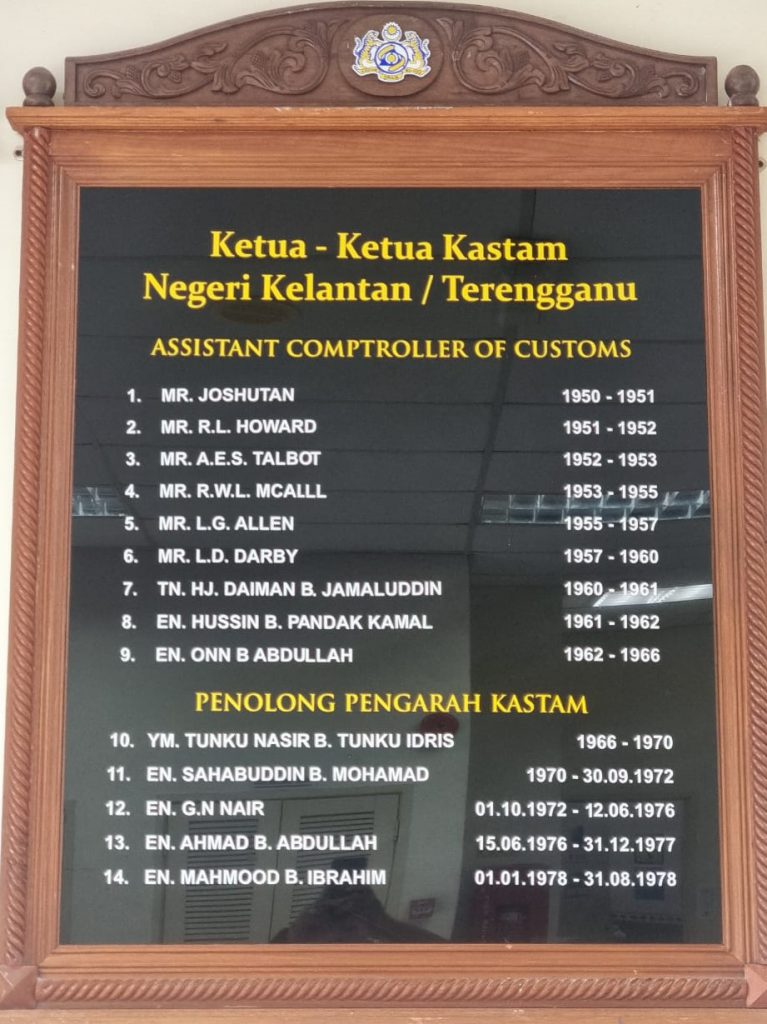 Ketua - Ketua Kastam
Negeri Kelantan / Terengganu
ASSISTANT COMPTROLLER OF CUSTOMS
1. MR. JOSHUTAN 1950 - 1951
2. MR. R.L. HOWARD 1951 - 1952
3. MR. A.E.S. TALBOT 1952 - 1953
4. MR. R.W.L. MCALLL 1953 - 1955
5. MR. L.G. ALLEN 1955 - 1957
6. MR. L.D. DARBY 1957 - 1960
7. TN. HJ. DAIMAN B. JAMALUDDIN 1960 - 1961
8. EN. HUSSIN B. PANDAK KAMAL 1961 - 1962
9. EN. ONN B ABDULLAH 1962 - 1966
PENOLONG PENGARAH KASTAM
10. YM. TUNKU NASIR B. TUNKU IDRIS 1966 - 1970
11. EN. SAHABUDDIN B. MOHAMAD 1970 - 30.09.1972
12. EN. G.N NAIR 01.10.1972 - 12.06.1976
13. EN. AHMAD B. ABDULLAH 15.06.1976 - 31.12.1977
14. EN. MAHMOOD B. IBRAHIM 01.01.1978 - 31.08.1978